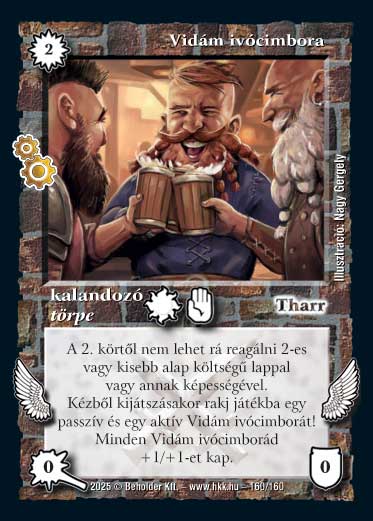 2
Vidám ivócimbora
Illusztráció: Nagy Gergely
kalandozó
törpe
Tharr
A 2. körtől nem lehet rá reagálni 2-es
vagy kisebb alap költségű lappal
vagy annak képességével.
Kézből kijátszásakor rakj játékba egy
passzív és egy aktív Vidám ivócimborát!
Minden Vidám ivócimborád
+1/+1-et kap.
0
0
2025 © Beholder Kft. – www.hkk.hu – 160/160